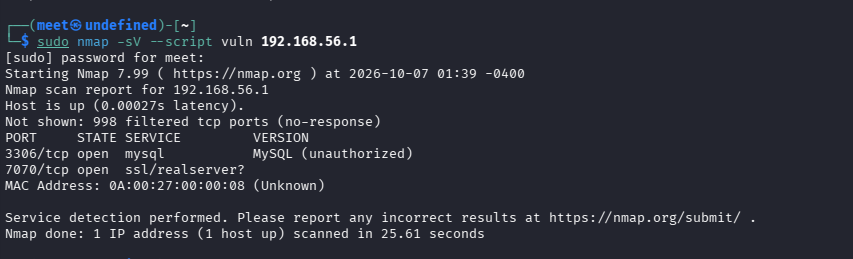 ┌──(meet㉿undefined)-[~]
└─$ sudo nmap -sV --script vuln 192.168.56.1
[sudo] password for meet:
Starting Nmap 7.99 ( https://nmap.org ) at 2026-10-07 01:39 -0400
Nmap scan report for 192.168.56.1
Host is up (0.00027s latency).
Not shown: 998 filtered tcp ports (no-response)
PORT     STATE SERVICE         VERSION
3306/tcp open  mysql           MySQL (unauthorized)
7070/tcp open  ssl/realserver?
MAC Address: 0A:00:27:00:00:08 (Unknown)
Service detection performed. Please report any incorrect results at https://nmap.org/submit/ .
Nmap done: 1 IP address (1 host up) scanned in 25.61 seconds